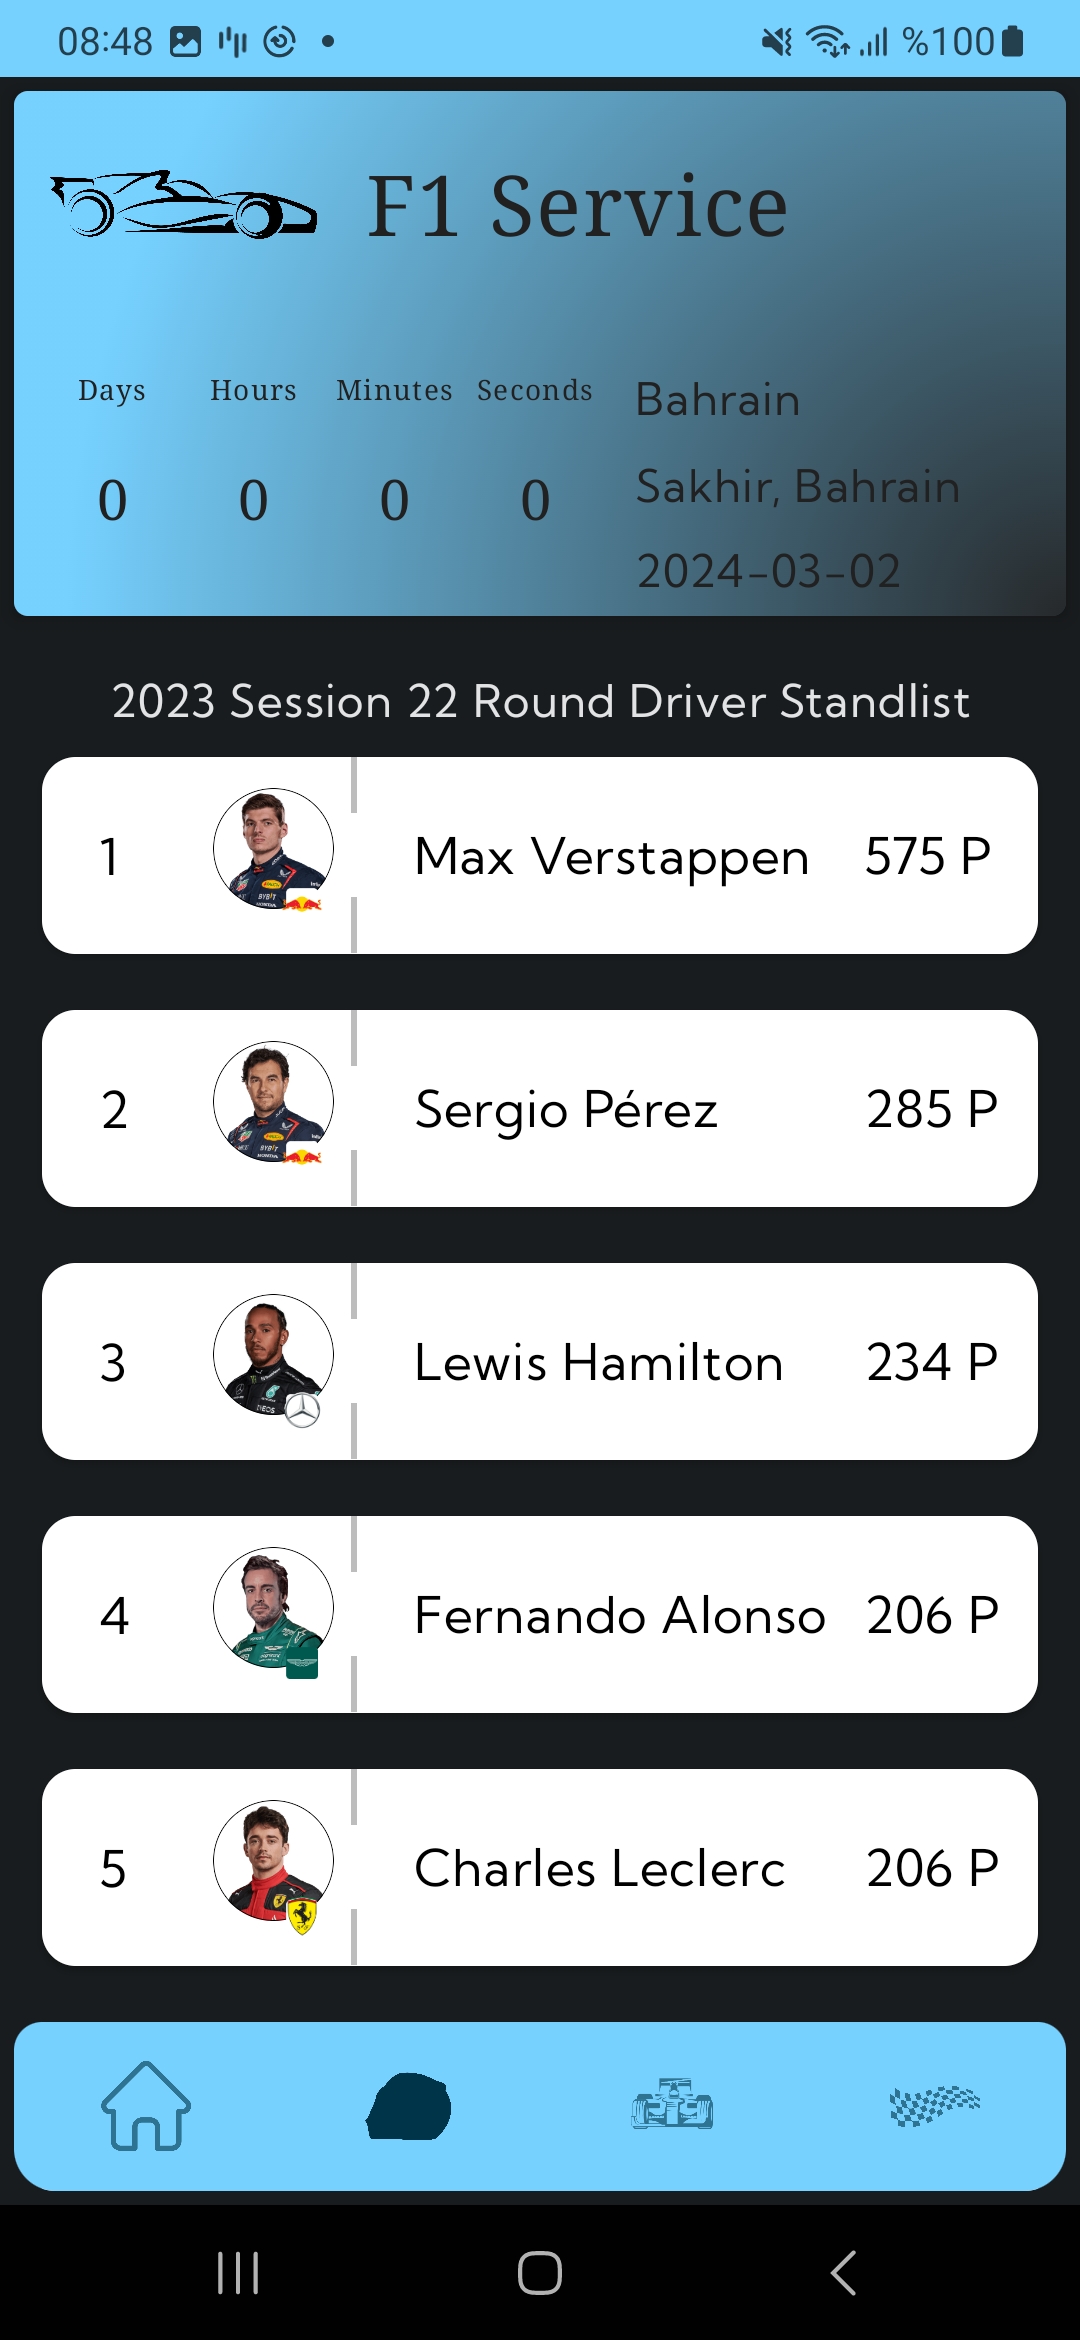 08:48 %100
F1 Service
Days Hours Minutes Seconds
0 0 0 0
Bahrain
Sakhir, Bahrain
2024-03-02
2023 Session 22 Round Driver Standlist
1 Max Verstappen 575 P
2 Sergio Pérez 285 P
3 Lewis Hamilton 234 P
4 Fernando Alonso 206 P
5 Charles Leclerc 206 P